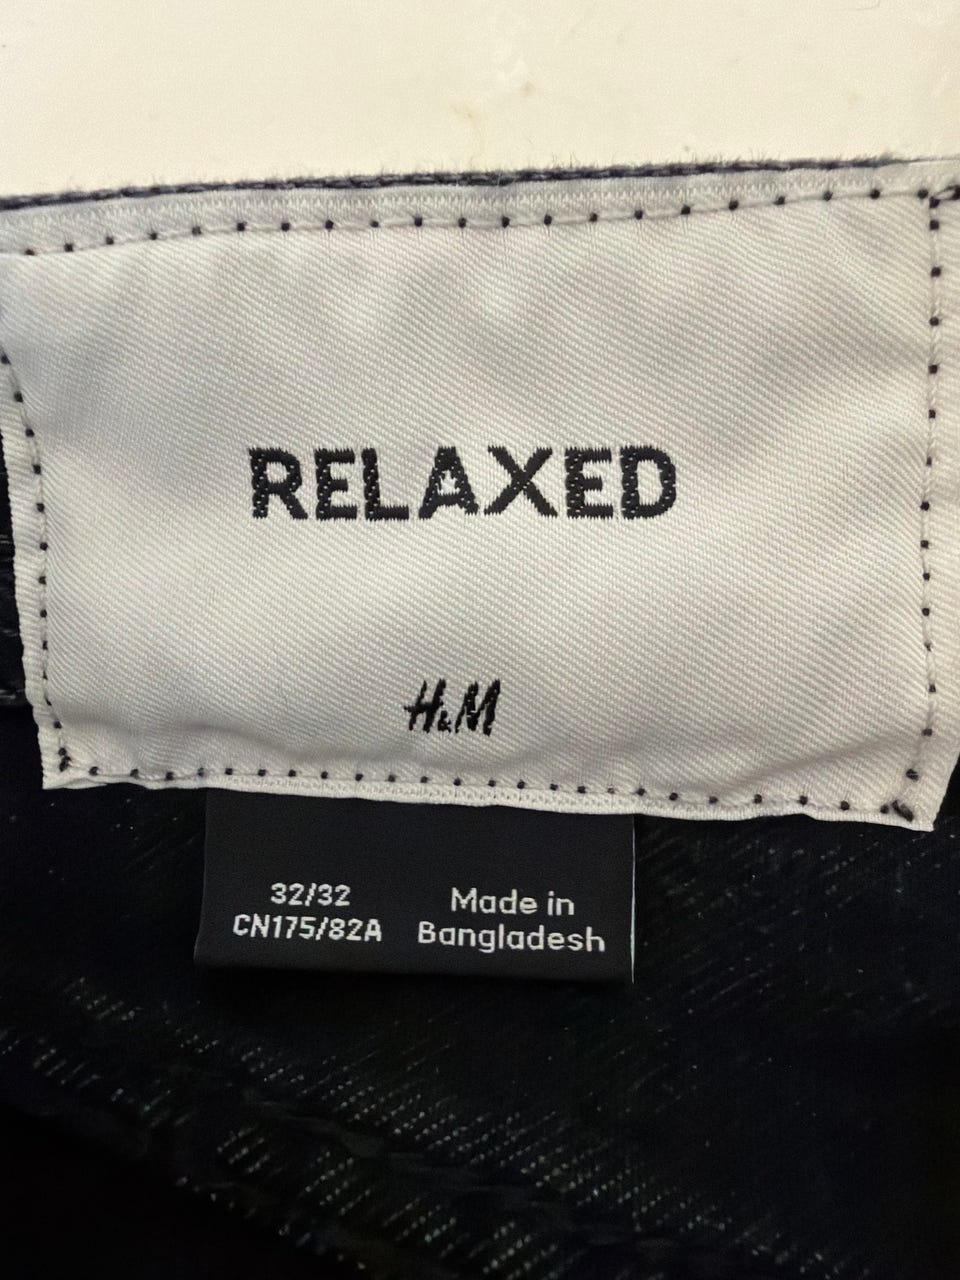 RELAXED
H&M
32/32
CN175/82A
Made in
Bangladesh